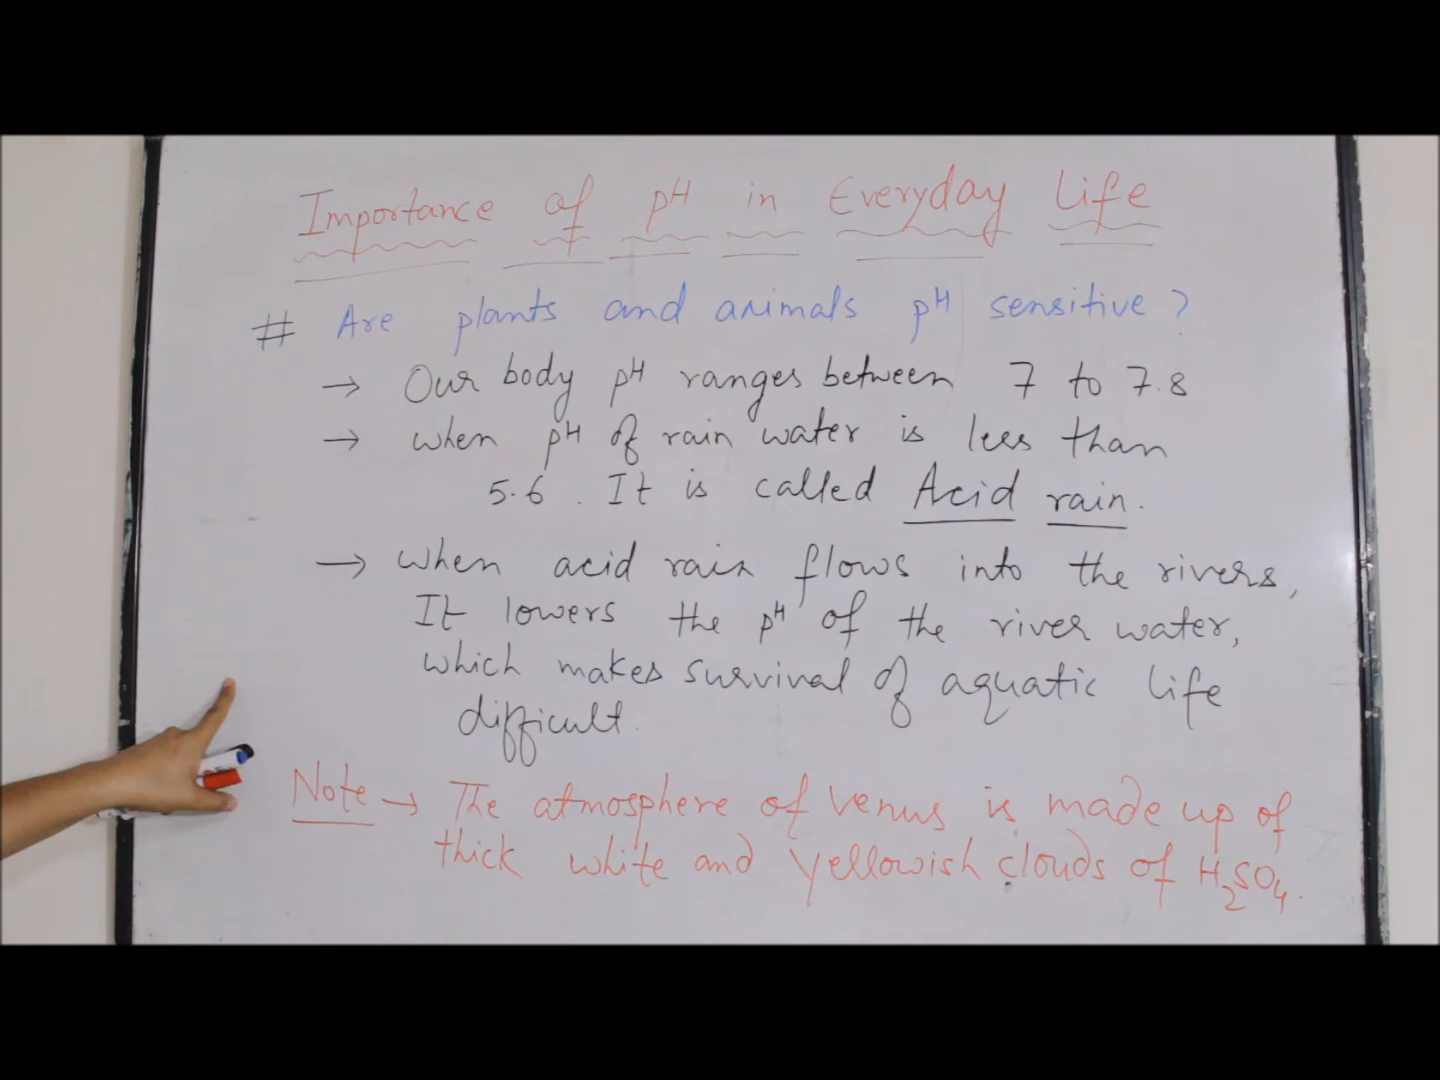 Importance of pH in Everyday Life
# Are plants and animals pH sensitive?
→ Our body pH ranges between 7 to 7.8
→ when pH of rain water is less than
5.6. It is called Acid rain.
→ when acid rain flows into the rivers,
It lowers the pH of the river water,
which makes survival of aquatic life
difficult.
Note → The atmosphere of Venus is made up of
thick white and yellowish clouds of H₂SO₄.